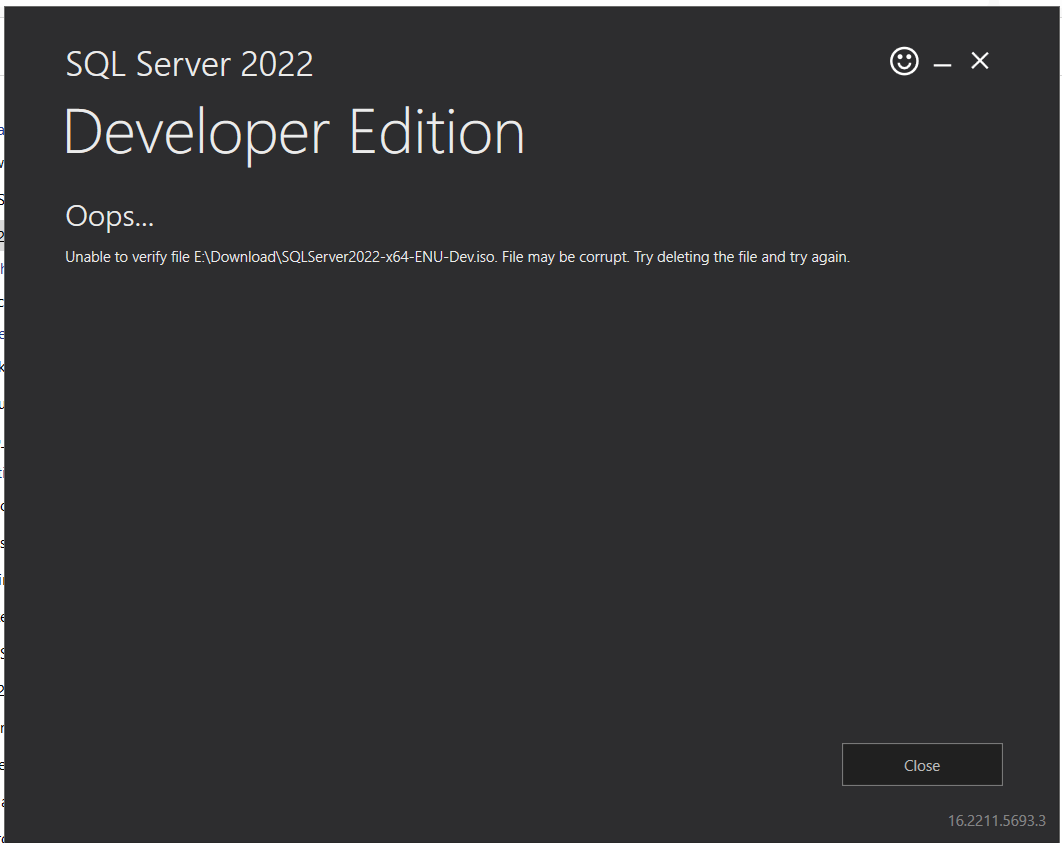 SQL Server 2022
Developer Edition
Oops...
Unable to verify file E:\Download\SQLServer2022-x64-ENU-Dev.iso. File may be corrupt. Try deleting the file and try again.
Close
16.2211.5693.3